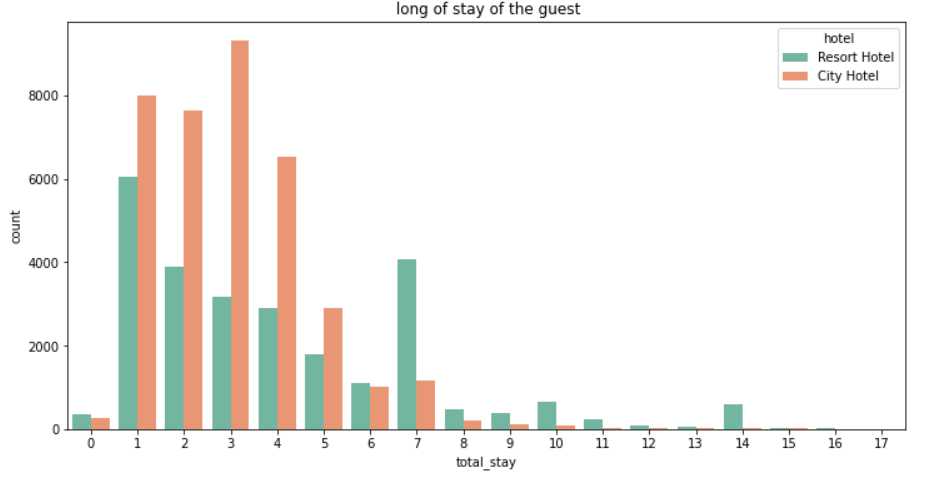 long of stay of the guest
hotel
Resort Hotel
City Hotel
8000
6000
4000
2000
0
count
0 1 2 3 4 5 6 7 8 9 10 11 12 13 14 15 16 17
total_stay